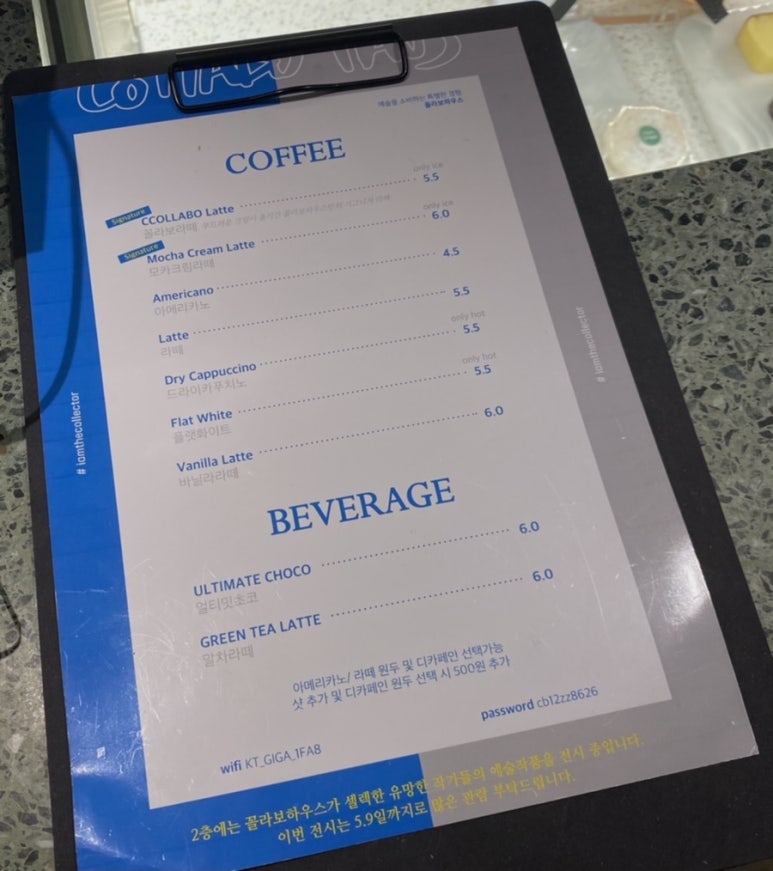 예술을 소비하는 특별한 경험
꼴라보하우스
COFFEE
only ice
Signature
CCOLLABO Latte 5.5
꼴라보라떼
only ice
Signature
Mocha Cream Latte 6.0
모카크림라떼
Americano 4.5
아메리카노
Latte 5.5
라떼
only hot
Dry Cappuccino 5.5
드라이카푸치노
only hot
Flat White 5.5
플랫화이트
Vanilla Latte 6.0
바닐라라떼
BEVERAGE
ULTIMATE CHOCO 6.0
얼티밋초코
GREEN TEA LATTE 6.0
말차라떼
아메리카노/ 라떼 원두 및 디카페인 선택가능
샷 추가 및 디카페인 원두 선택 시 500원 추가
wifi KT_GIGA_1FA8
password cb12zz8626
2층에는 꼴라보하우스가 셀렉한 유망한 작가들의 예술작품을 전시 중입니다.
이번 전시는 5.9일까지로 많은 관람 부탁드립니다.
# iamthecollector
# iamthecollector